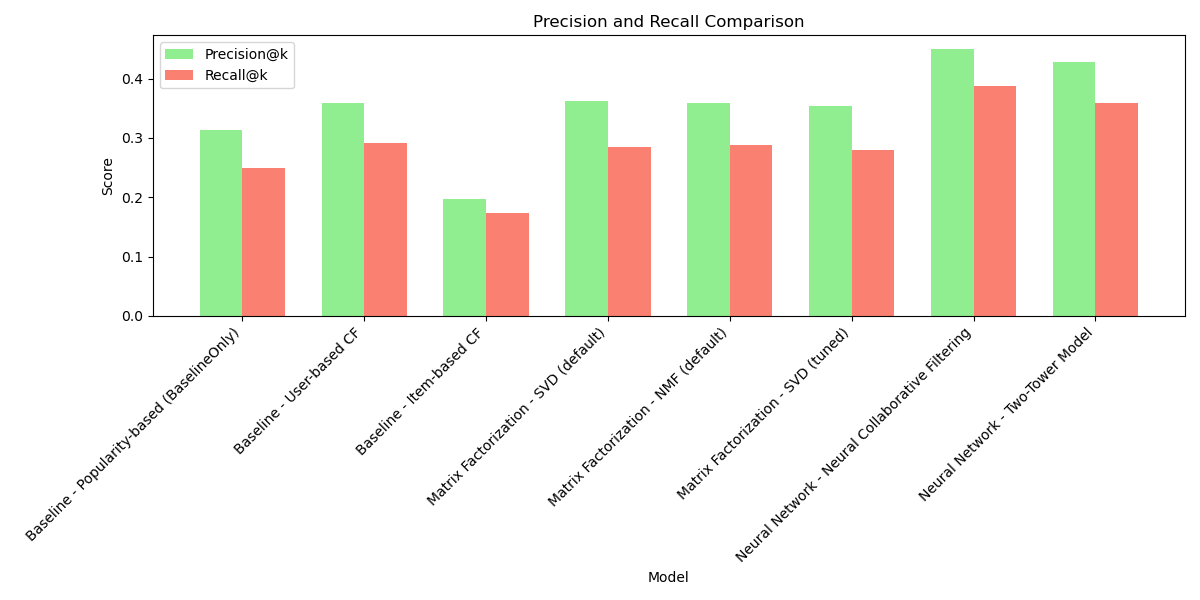 Precision and Recall Comparison
Precision@k
Recall@k
Score
0.4
0.3
0.2
0.1
0.0
Baseline - Popularity-based (BaselineOnly)
Baseline - User-based CF
Baseline - Item-based CF
Matrix Factorization - SVD (default)
Matrix Factorization - NMF (default)
Matrix Factorization - SVD (tuned)
Neural Network - Neural Collaborative Filtering
Neural Network - Two-Tower Model
Model